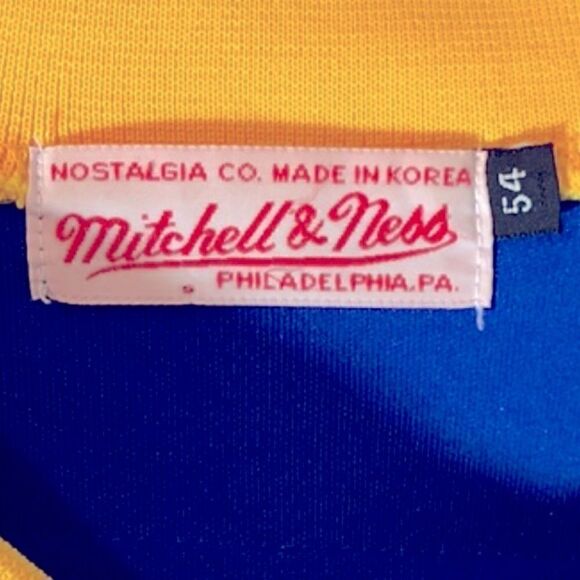 NOSTALGIA CO. MADE IN KOREA
Mitchell & Ness
PHILADELPHIA, PA.
54